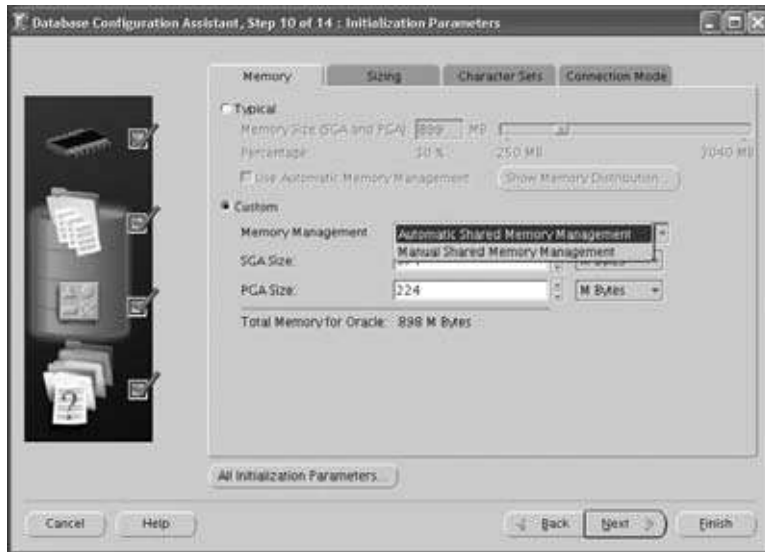 Database Configuration Assistant, Step 10 of 14 : Initialization Parameters
Memory Sizing Character Sets Connection Mode
Typical
Memory Size (SGA and PGA) 899 MB
Percentage: 30 % 250 MB 3040 MB
Use Automatic Memory Management Show Memory Distribution...
Custom
Memory Management Automatic Shared Memory Management
Manual Shared Memory Management
SGA Size: M Bytes
PGA Size: 224 M Bytes
Total Memory for Oracle: 898 M Bytes
All Initialization Parameters...
Cancel Help Back Next Finish